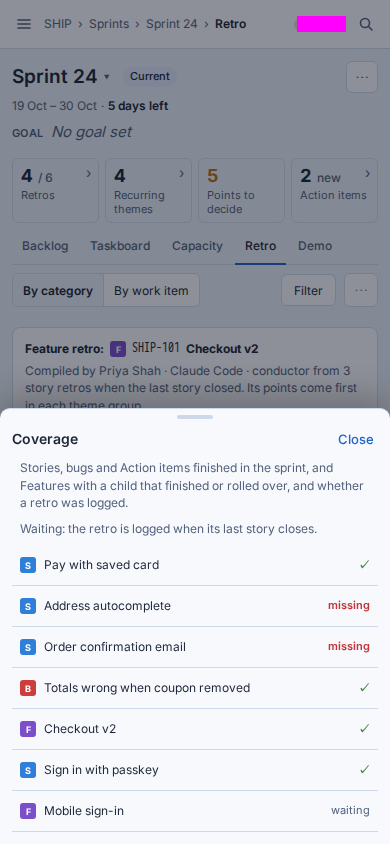 SHIP › Sprints › Sprint 24 › Retro
Sprint 24 ▾ Current ...
19 Oct – 30 Oct · 5 days left
GOAL No goal set
4 / 6 ›
Retros
4 ›
Recurring
themes
5
Points to
decide
2 new ›
Action items
Backlog Taskboard Capacity Retro Demo
By category By work item Filter ...
Feature retro: F SHIP-101 Checkout v2
Compiled by Priya Shah · Claude Code · conductor from 3
story retros when the last story closed. Its points come first
in each theme group.
Coverage Close
Stories, bugs and Action items finished in the sprint, and
Features with a child that finished or rolled over, and whether
a retro was logged.
Waiting: the retro is logged when its last story closes.
S Pay with saved card ✓
S Address autocomplete missing
S Order confirmation email missing
B Totals wrong when coupon removed ✓
F Checkout v2 ✓
S Sign in with passkey ✓
F Mobile sign-in waiting